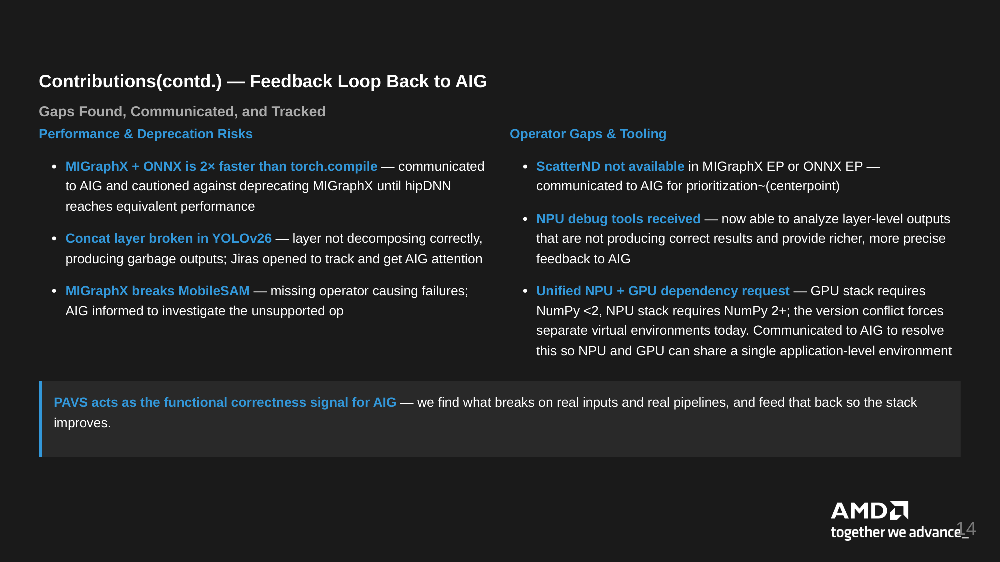 Contributions(contd.) — Feedback Loop Back to AIG
Gaps Found, Communicated, and Tracked
Performance & Deprecation Risks
• MIGraphX + ONNX is 2× faster than torch.compile — communicated
to AIG and cautioned against deprecating MIGraphX until hipDNN
reaches equivalent performance
• Concat layer broken in YOLOv26 — layer not decomposing correctly,
producing garbage outputs; Jiras opened to track and get AIG attention
• MIGraphX breaks MobileSAM — missing operator causing failures;
AIG informed to investigate the unsupported op
Operator Gaps & Tooling
• ScatterND not available in MIGraphX EP or ONNX EP —
communicated to AIG for prioritization~(centerpoint)
• NPU debug tools received — now able to analyze layer-level outputs
that are not producing correct results and provide richer, more precise
feedback to AIG
• Unified NPU + GPU dependency request — GPU stack requires
NumPy <2, NPU stack requires NumPy 2+; the version conflict forces
separate virtual environments today. Communicated to AIG to resolve
this so NPU and GPU can share a single application-level environment
PAVS acts as the functional correctness signal for AIG — we find what breaks on real inputs and real pipelines, and feed that back so the stack
improves.
AMD
together we advance_
14